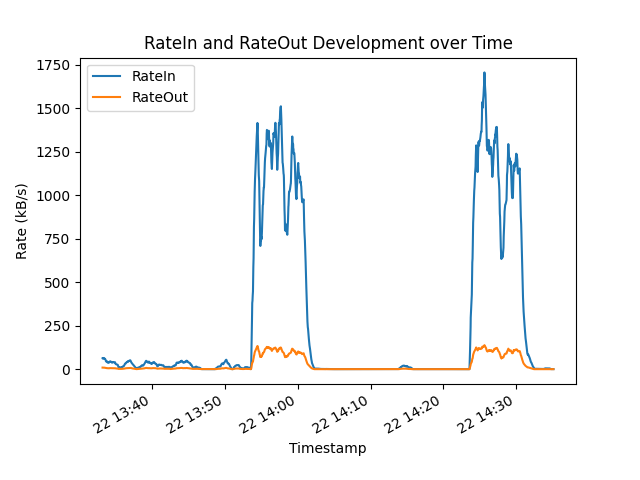 RateIn and RateOut Development over Time
RateIn
RateOut
1750
1500
1250
1000
750
500
250
0
Rate (kB/s)
22 13:40
22 13:50
22 14:00
22 14:10
22 14:20
22 14:30
Timestamp